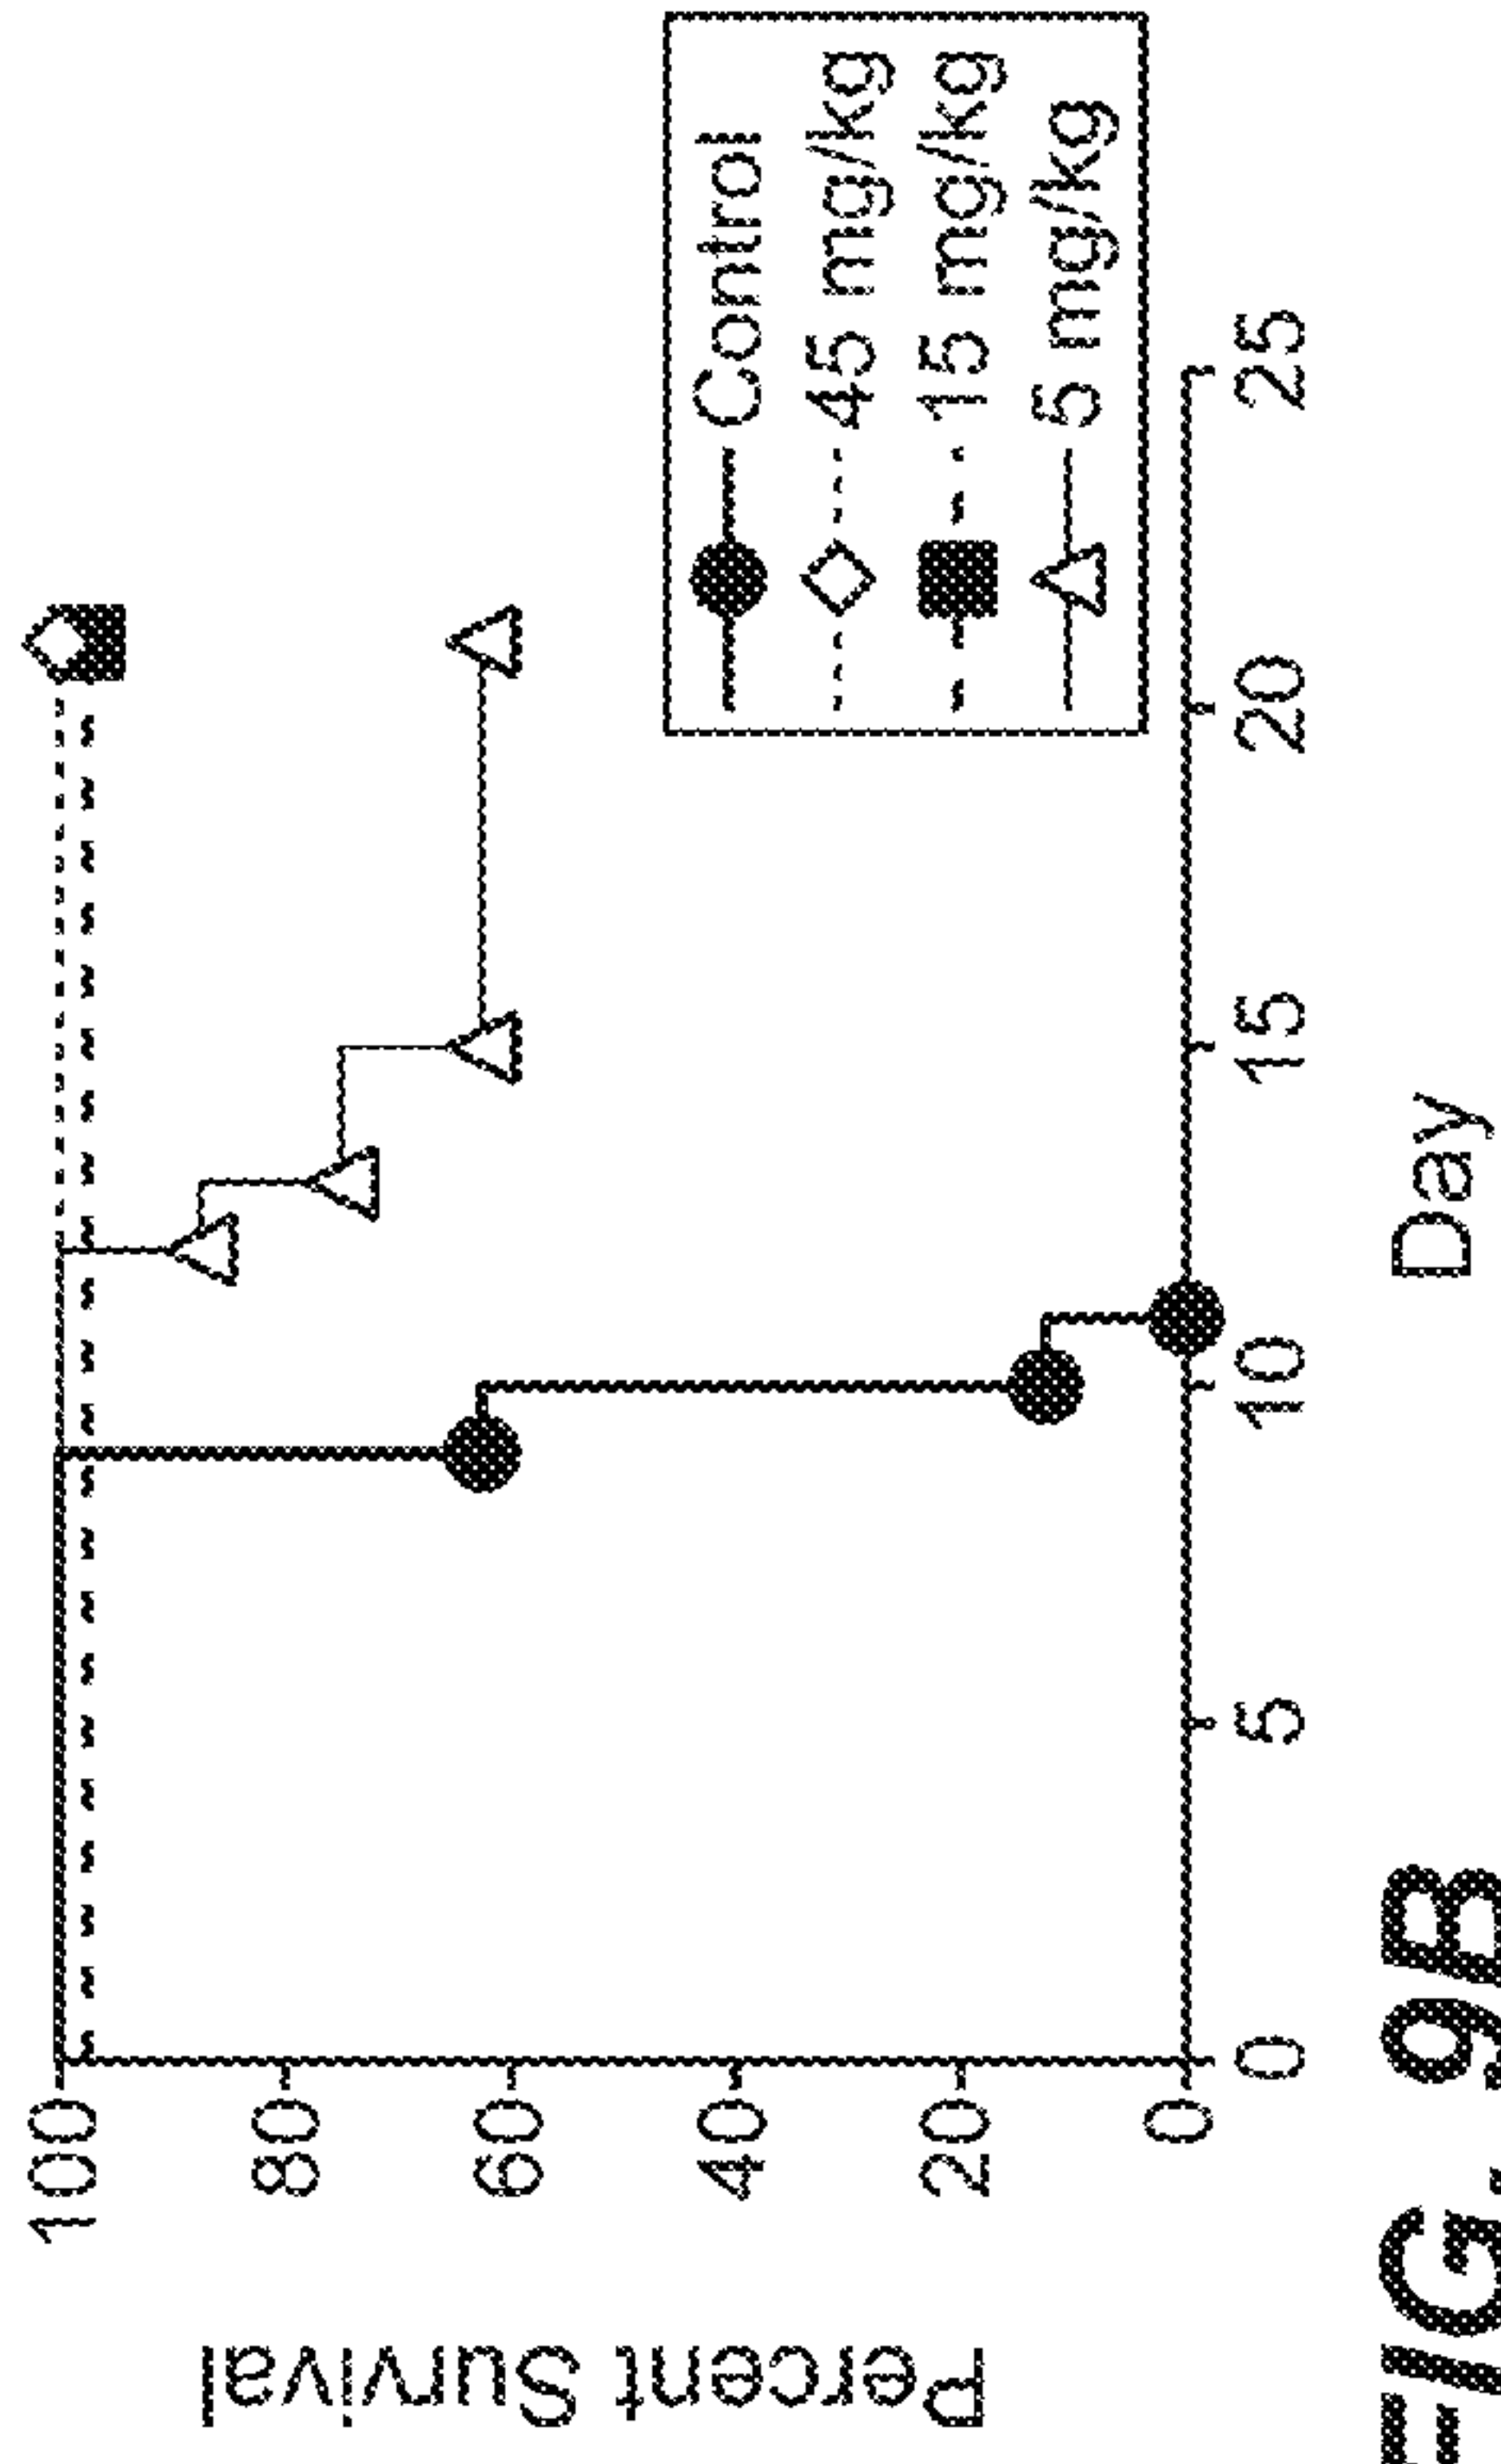 Percent Survival
100
80
60
40
20
0
0 5 10 15 20 25
Day
Control
45 mg/kg
15 mg/kg
5 mg/kg
FIG. 9B